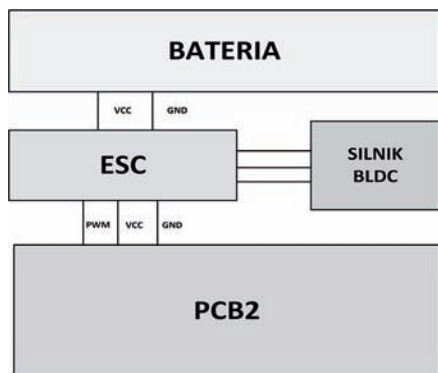 BATERIA
VCC GND
ESC
SILNIK
BLDC
PWM VCC GND
PCB2